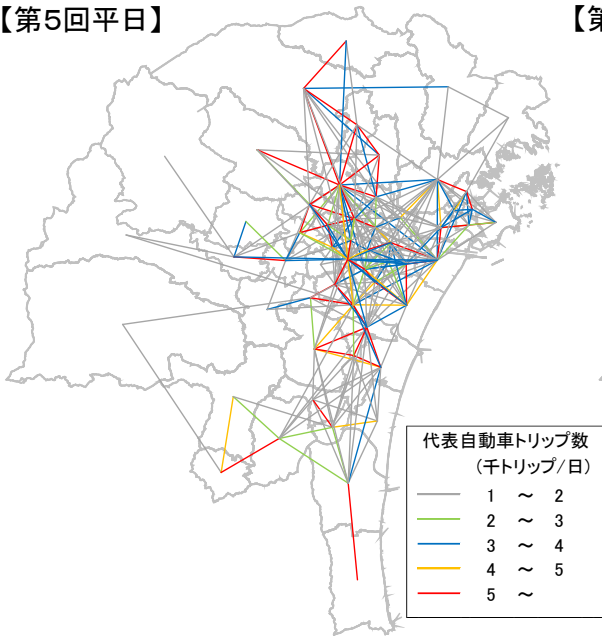 【第5回平日】
【第
代表自動車トリップ数
(千トリップ/日)
1 ～ 2
2 ～ 3
3 ～ 4
4 ～ 5
5 ～